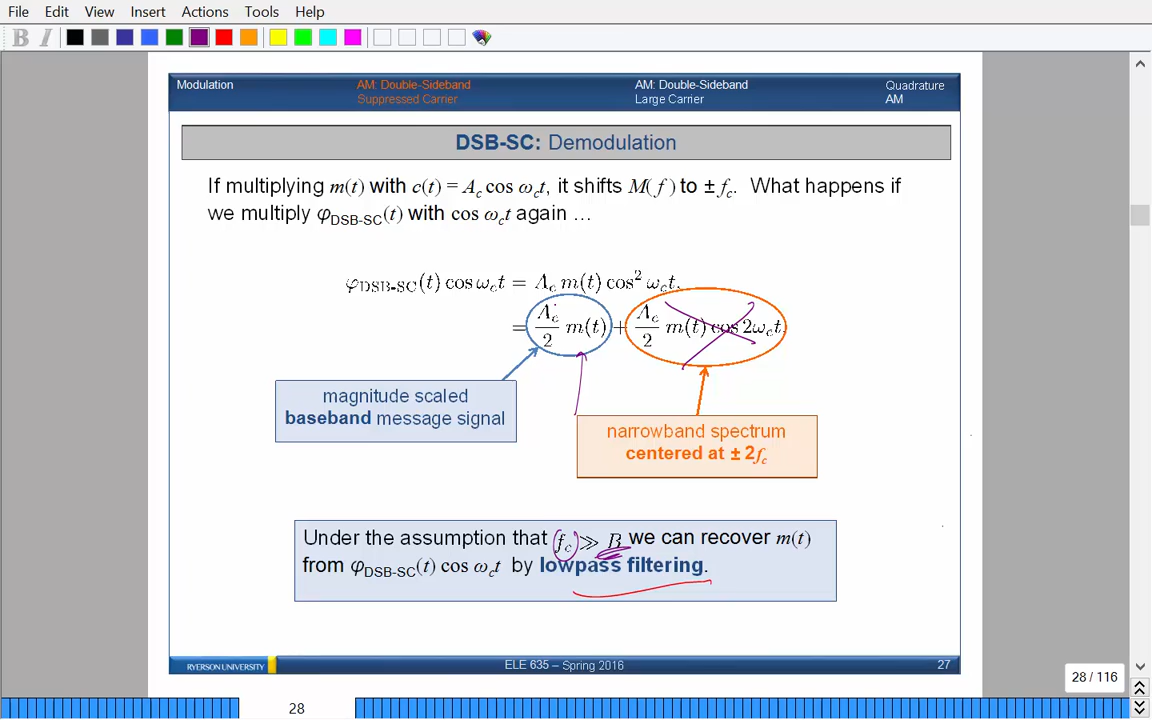 File Edit View Insert Actions Tools Help
B I
Modulation
AM: Double-Sideband
Suppressed Carrier
AM: Double-Sideband
Large Carrier
Quadrature
AM
DSB-SC: Demodulation
If multiplying m(t) with c(t) = A_c cos ω_c t, it shifts M(f) to ± f_c. What happens if
we multiply φ_DSB-SC(t) with cos ω_c t again …
φ_DSB-SC(t) cos ω_c t = A_c m(t) cos² ω_c t.
= A_c/2 m(t) + A_c/2 m(t) cos 2ω_c t.
magnitude scaled
baseband message signal
narrowband spectrum
centered at ± 2f_c
Under the assumption that f_c ≫ B we can recover m(t)
from φ_DSB-SC(t) cos ω_c t by lowpass filtering.
RYERSON UNIVERSITY
ELE 635 – Spring 2016
27
28 / 116
28